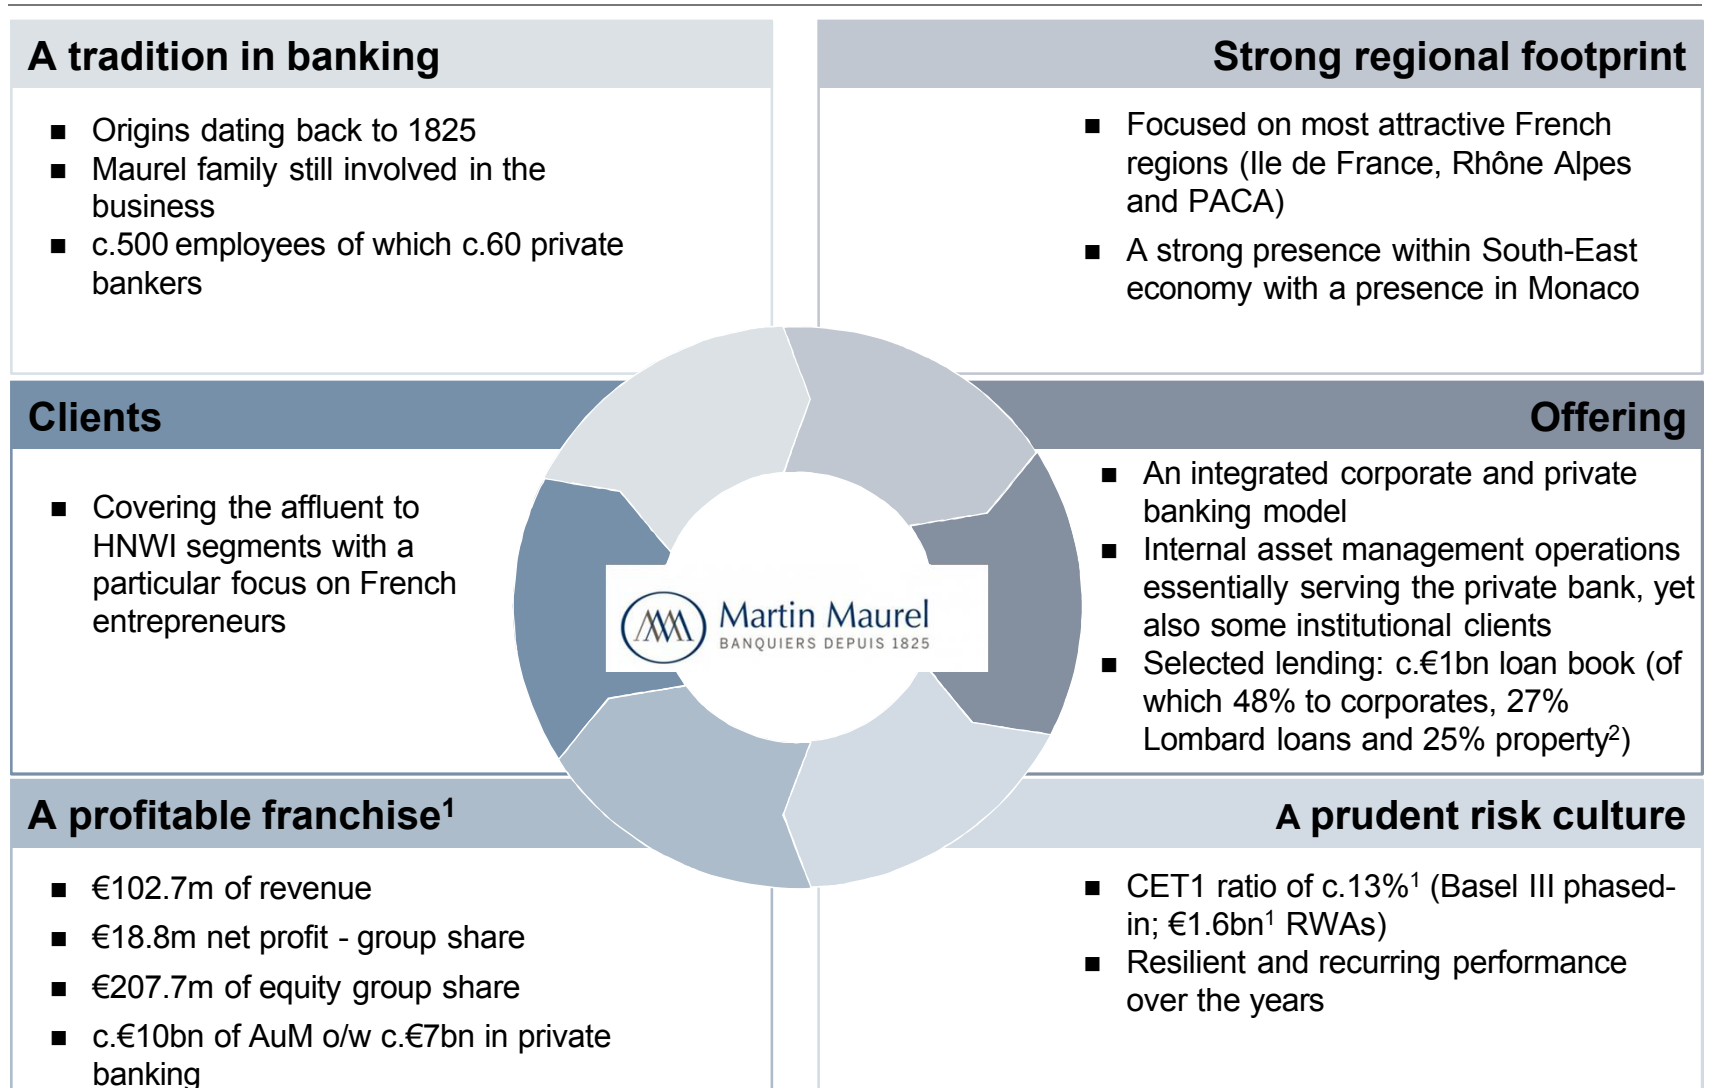 A tradition in banking
■ Origins dating back to 1825
■ Maurel family still involved in the
business
■ c.500 employees of which c.60 private
bankers
Strong regional footprint
■ Focused on most attractive French
regions (Ile de France, Rhône Alpes
and PACA)
■ A strong presence within South-East
economy with a presence in Monaco
Clients
■ Covering the affluent to
HNWI segments with a
particular focus on French
entrepreneurs
Martin Maurel
BANQUIERS DEPUIS 1825
Offering
■ An integrated corporate and private
banking model
■ Internal asset management operations
essentially serving the private bank, yet
also some institutional clients
■ Selected lending: c.€1bn loan book (of
which 48% to corporates, 27%
Lombard loans and 25% property²)
A profitable franchise¹
■ €102.7m of revenue
■ €18.8m net profit - group share
■ €207.7m of equity group share
■ c.€10bn of AuM o/w c.€7bn in private
banking
A prudent risk culture
■ CET1 ratio of c.13%¹ (Basel III phased-
in; €1.6bn¹ RWAs)
■ Resilient and recurring performance
over the years